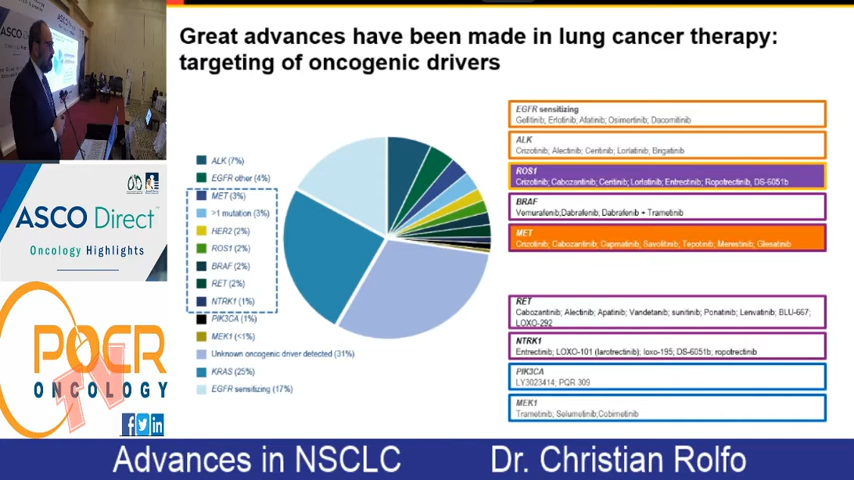 Great advances have been made in lung cancer therapy:
targeting of oncogenic drivers
ASCO
ALK (7%)
EGFR other (4%)
MET (3%)
>1 mutation (3%)
HER2 (2%)
ROS1 (2%)
BRAF (2%)
RET (2%)
NTRK1 (1%)
PIK3CA (1%)
MEK1 (<1%)
Unknown oncogenic driver detected (31%)
KRAS (25%)
EGFR sensitizing (17%)
EGFR sensitizing
Gefitinib; Erlotinib; Afatinib; Osimertinib; Dacomitinib
ALK
Crizotinib; Alectinib; Ceritinib; Lorlatinib; Brigatinib
ROS1
Crizotinib; Cabozantinib; Ceritinib; Lorlatinib; Entrectinib; Ropotrectinib, DS-6051b
BRAF
Vemurafenib;Dabrafenib; Dabrafenib + Trametinib
MET
Crizotinib; Cabozantinib; Capmatinib; Savolitinib; Tepotinib; Merestinib; Glesatinib
RET
Cabozantinib; Alectinib; Apatinib; Vandetanib; sunitinib; Ponatinib; Lenvatinib; BLU-667;
LOXO-292
NTRK1
Entrectinib; LOXO-101 (larotrectinib); loxo-195; DS-6051b; ropotrectinib
PIK3CA
LY3023414; PQR 309
MEK1
Trametinib; Selumetinib;Cobimetinib
ASCO Direct™
Oncology Highlights
POCR
ONCOLOGY
TV
Advances in NSCLC Dr. Christian Rolfo